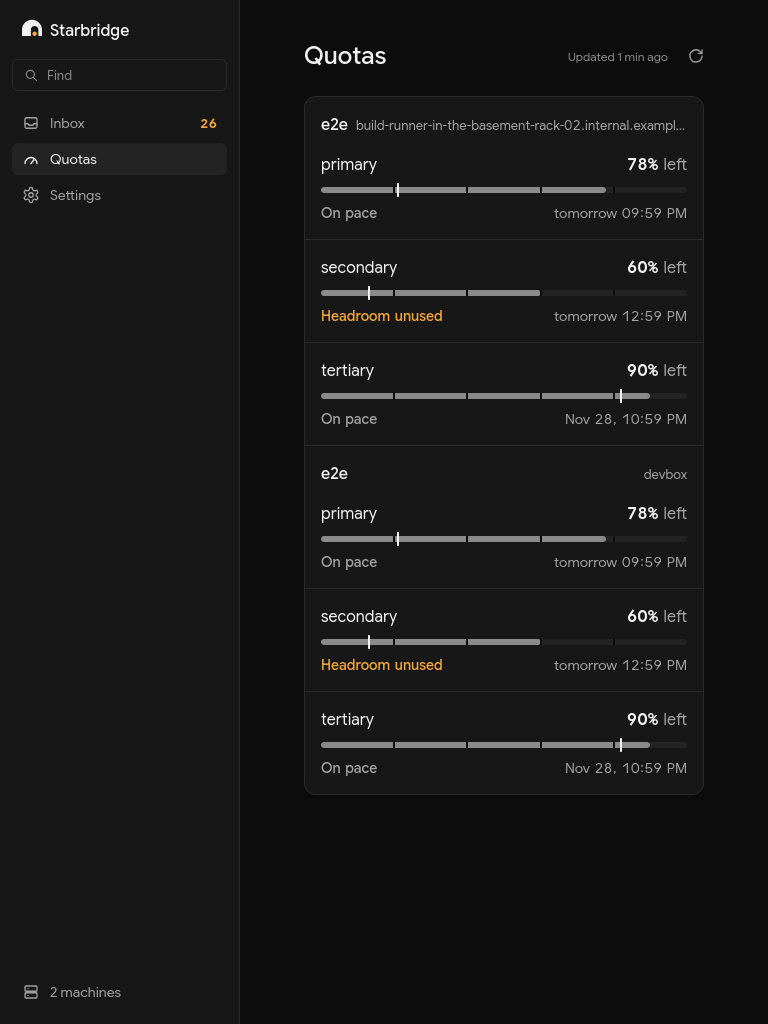 Starbridge
Find
Inbox 26
Quotas
Settings
2 machines
Quotas
Updated 1 min ago
e2e build-runner-in-the-basement-rack-02.internal.exampl...
primary 78% left
On pace tomorrow 09:59 PM
secondary 60% left
Headroom unused tomorrow 12:59 PM
tertiary 90% left
On pace Nov 28, 10:59 PM
e2e devbox
primary 78% left
On pace tomorrow 09:59 PM
secondary 60% left
Headroom unused tomorrow 12:59 PM
tertiary 90% left
On pace Nov 28, 10:59 PM